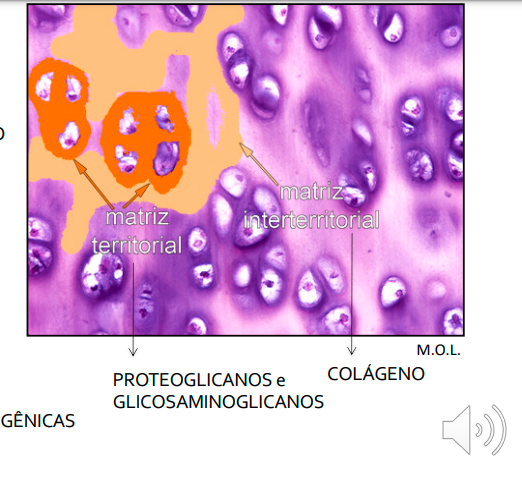 O
matriz
territorial
matriz
interterritorial
M.O.L.
PROTEOGLICANOS e
GLICOSAMINOGLICANOS
COLÁGENO
GÊNICAS